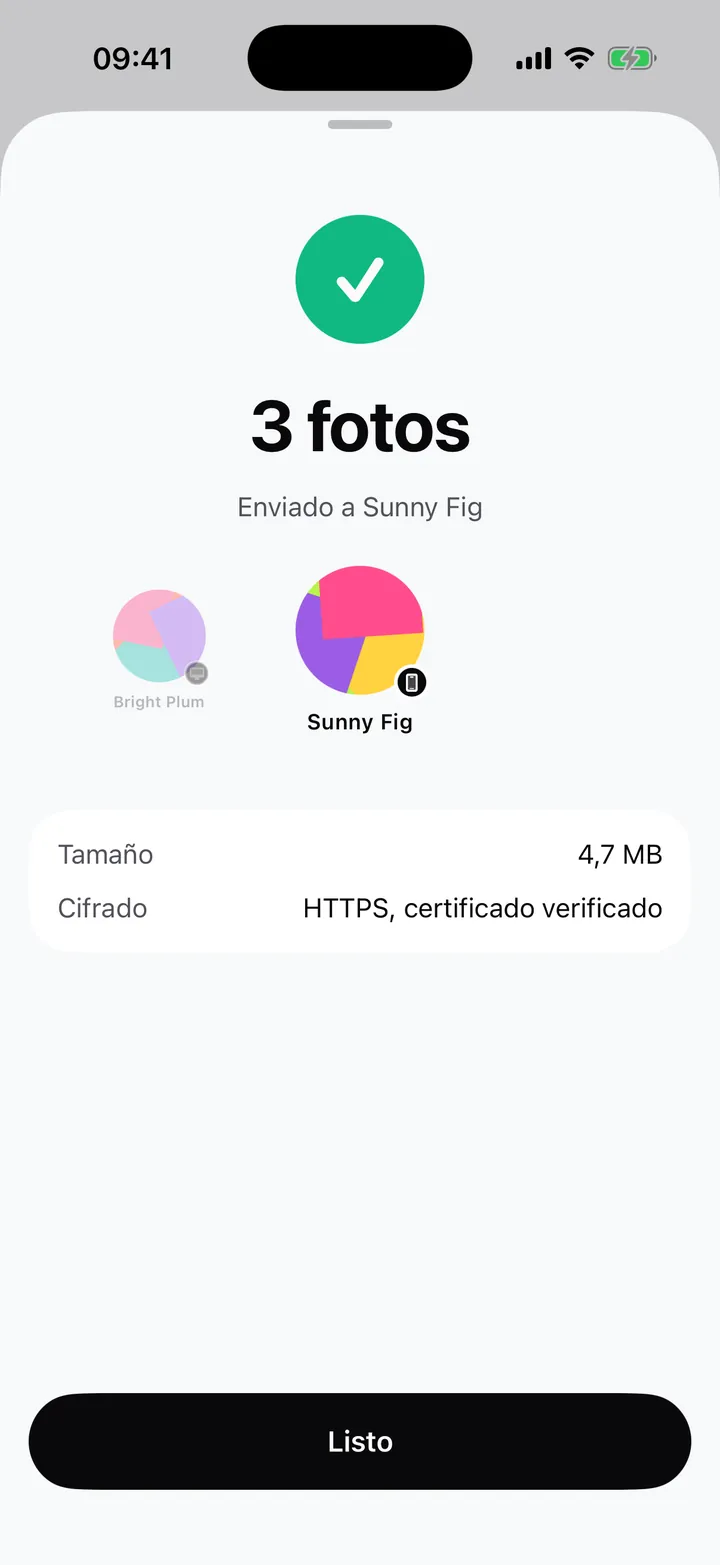 09:41
3 fotos
Enviado a Sunny Fig
Bright Plum
Sunny Fig
Tamaño 4,7 MB
Cifrado HTTPS, certificado verificado
Listo